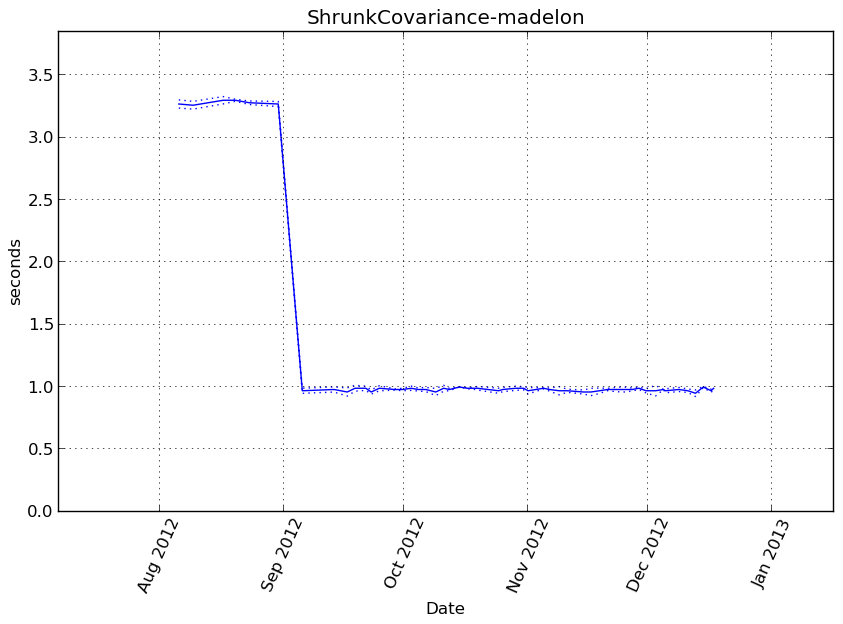 ShrunkCovariance-madelon
3.5
3.0
2.5
2.0
1.5
1.0
0.5
0.0
seconds
Aug 2012
Sep 2012
Oct 2012
Nov 2012
Dec 2012
Jan 2013
Date